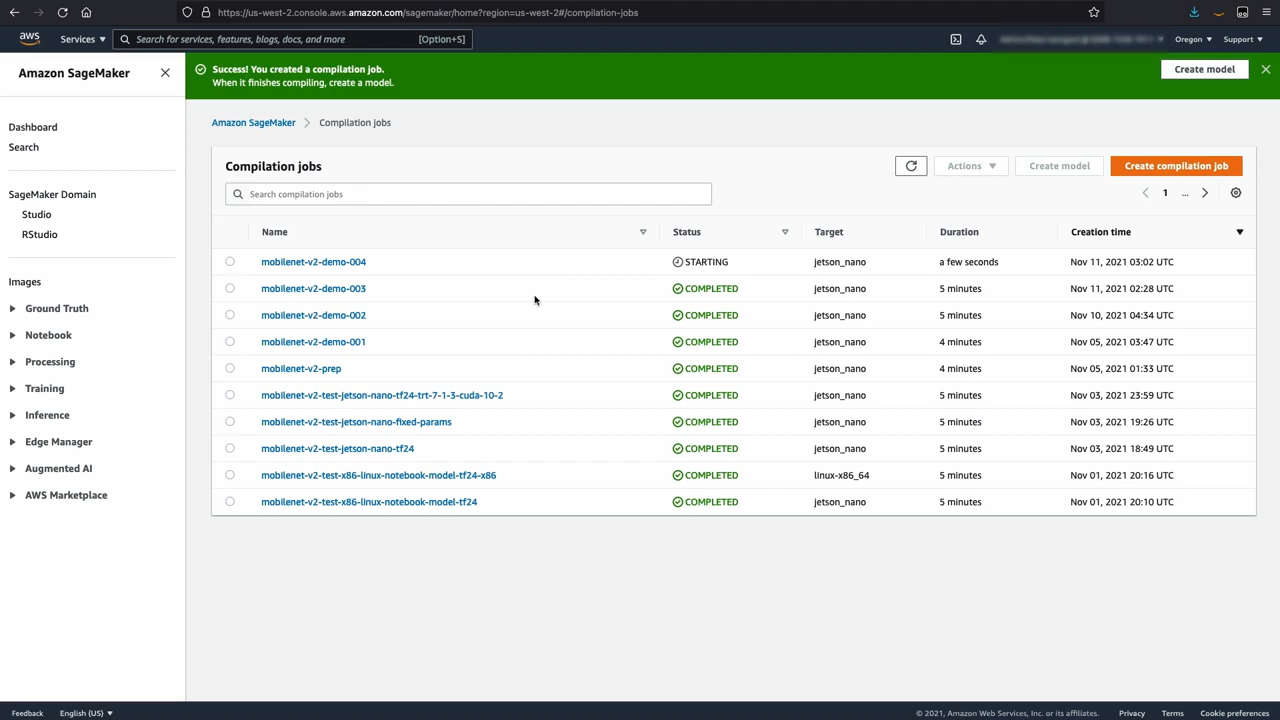 https://us-west-2.console.aws.amazon.com/sagemaker/home?region=us-west-2#/compilation-jobs
aws
Services
Search for services, features, blogs, docs, and more
[Option+S]
Oregon
Support
Amazon SageMaker
Success! You created a compilation job.
When it finishes compiling, create a model.
Create model
Dashboard
Search
SageMaker Domain
Studio
RStudio
Images
Ground Truth
Notebook
Processing
Training
Inference
Edge Manager
Augmented AI
AWS Marketplace
Amazon SageMaker > Compilation jobs
Compilation jobs
Actions
Create model
Create compilation job
Search compilation jobs
1 ...
Name Status Target Duration Creation time
mobilenet-v2-demo-004 STARTING jetson_nano a few seconds Nov 11, 2021 03:02 UTC
mobilenet-v2-demo-003 COMPLETED jetson_nano 5 minutes Nov 11, 2021 02:28 UTC
mobilenet-v2-demo-002 COMPLETED jetson_nano 5 minutes Nov 10, 2021 04:34 UTC
mobilenet-v2-demo-001 COMPLETED jetson_nano 4 minutes Nov 05, 2021 03:47 UTC
mobilenet-v2-prep COMPLETED jetson_nano 4 minutes Nov 05, 2021 01:33 UTC
mobilenet-v2-test-jetson-nano-tf24-trt-7-1-3-cuda-10-2 COMPLETED jetson_nano 5 minutes Nov 03, 2021 23:59 UTC
mobilenet-v2-test-jetson-nano-fixed-params COMPLETED jetson_nano 5 minutes Nov 03, 2021 19:26 UTC
mobilenet-v2-test-jetson-nano-tf24 COMPLETED jetson_nano 5 minutes Nov 03, 2021 18:49 UTC
mobilenet-v2-test-x86-linux-notebook-model-tf24-x86 COMPLETED linux-x86_64 5 minutes Nov 01, 2021 20:16 UTC
mobilenet-v2-test-x86-linux-notebook-model-tf24 COMPLETED jetson_nano 5 minutes Nov 01, 2021 20:10 UTC
Feedback English (US) © 2021, Amazon Web Services, Inc. or its affiliates. Privacy Terms Cookie preferences